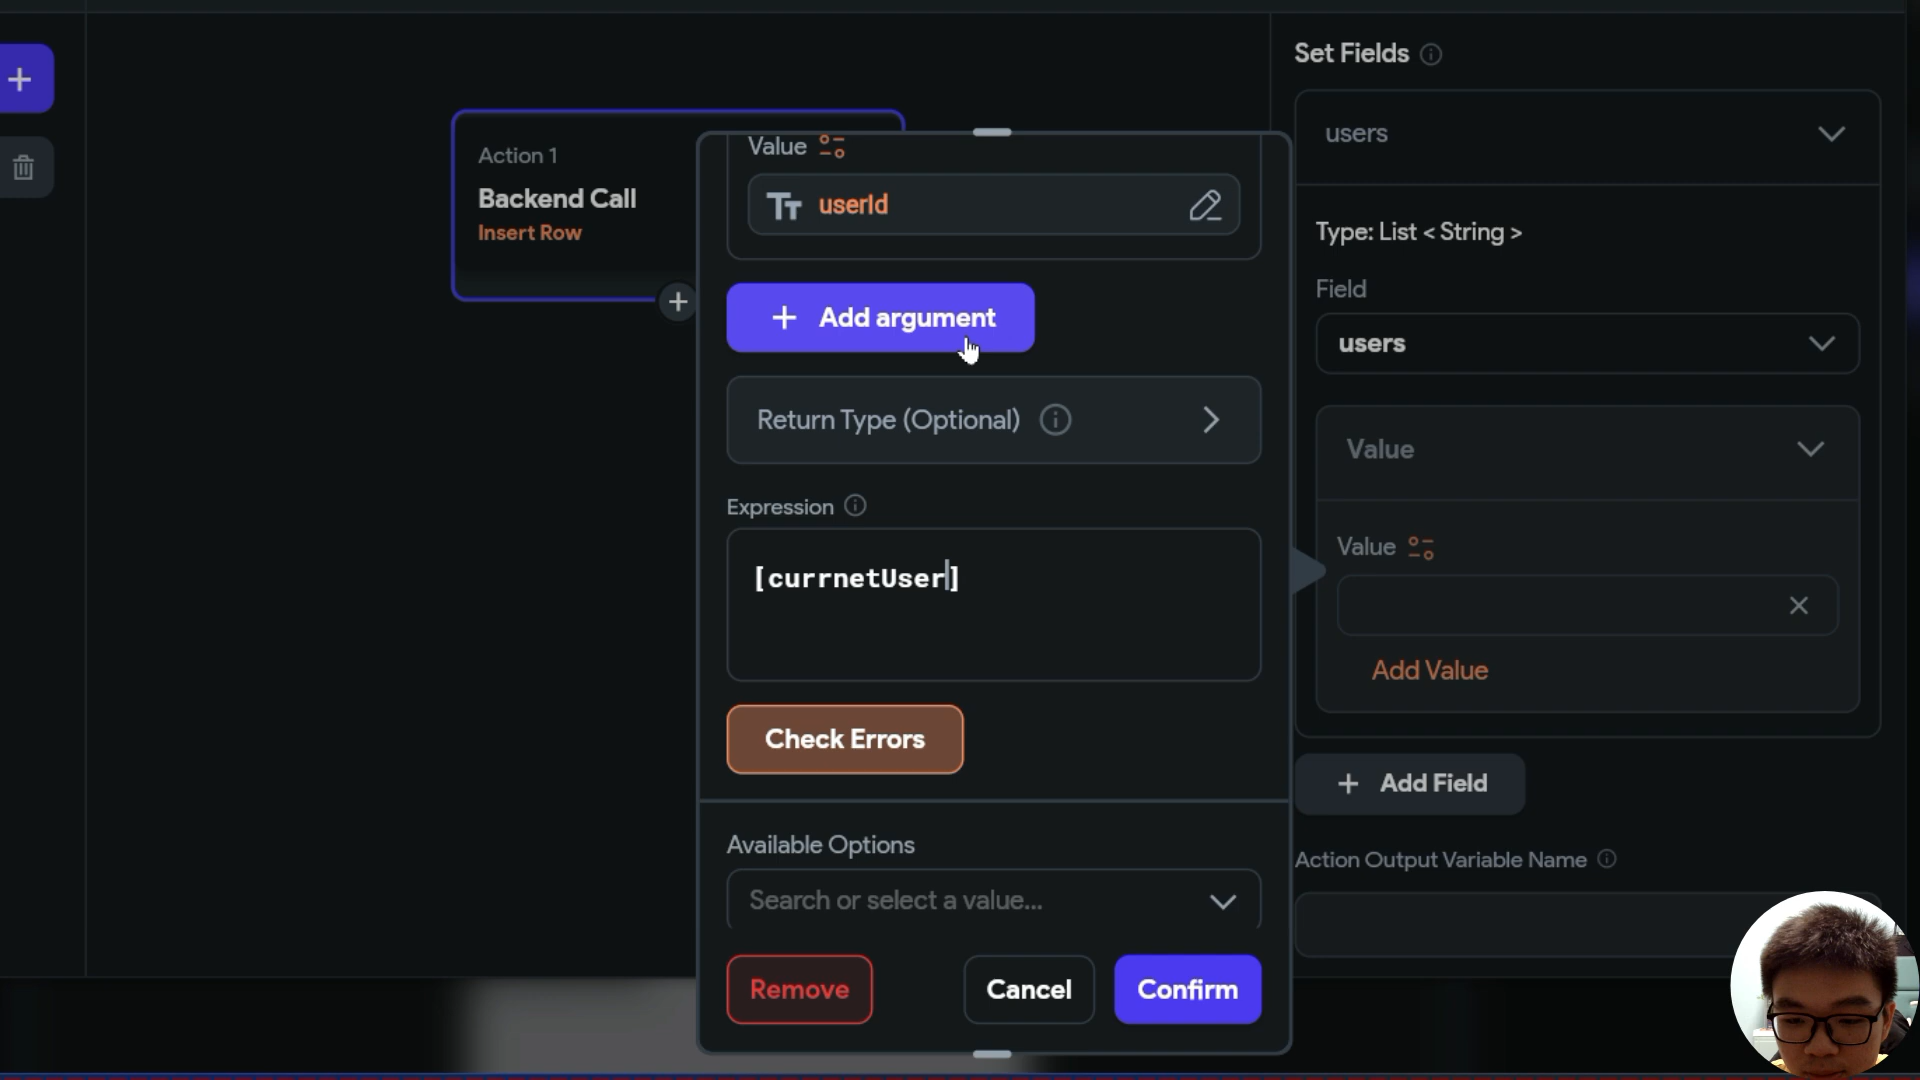 Action 1
Backend Call
Insert Row
Value
userId
Add argument
Return Type (Optional)
Expression
[currnetUser]
Check Errors
Available Options
Search or select a value...
Remove
Cancel
Confirm
Set Fields
users
Type: List < String >
Field
users
Value
Value
Add Value
Add Field
Action Output Variable Name